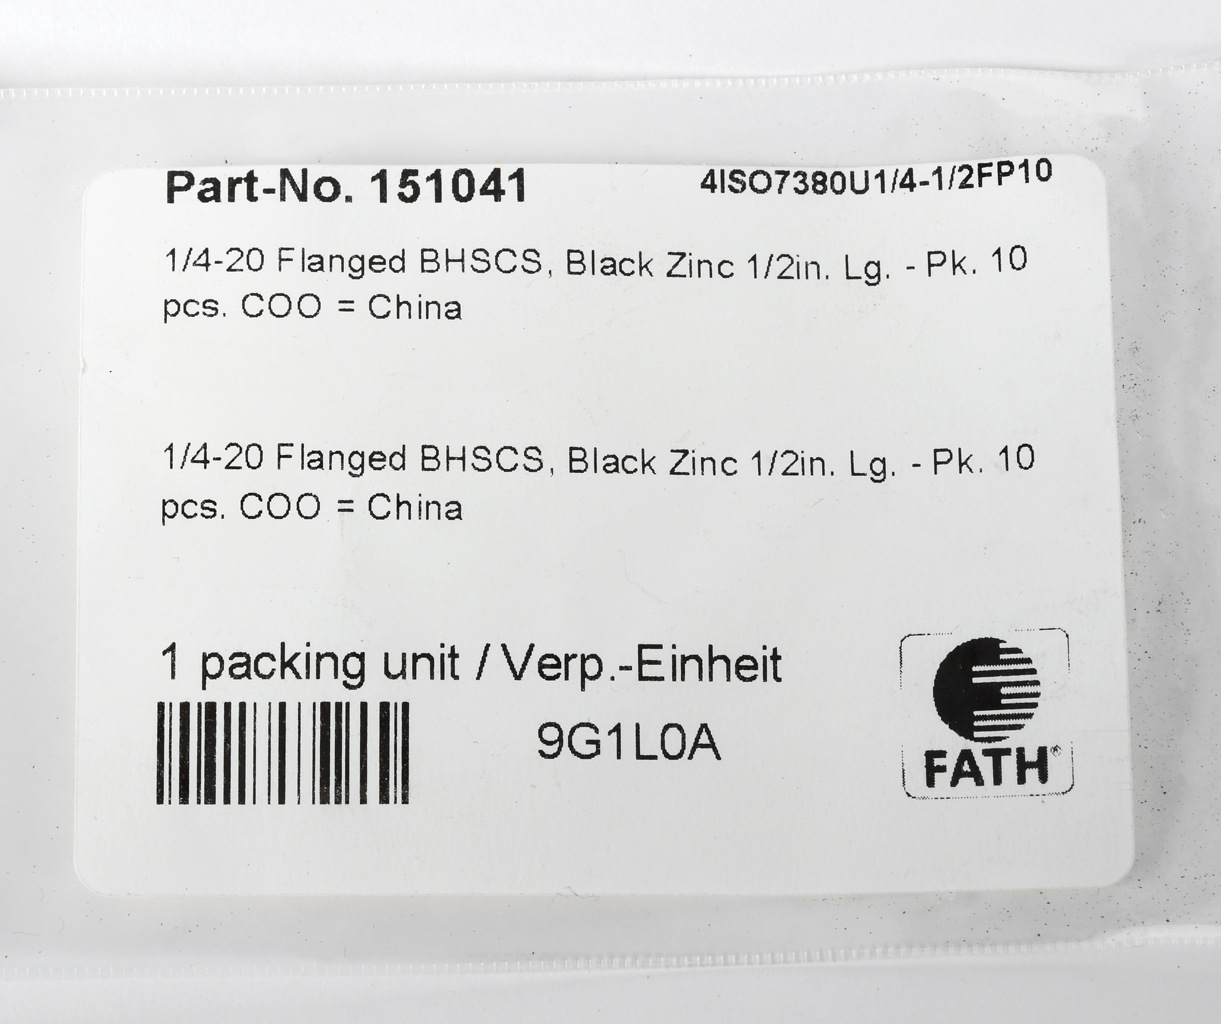 Part-No. 151041 4ISO7380U1/4-1/2FP10
1/4-20 Flanged BHSCS, Black Zinc 1/2in. Lg. - Pk. 10
pcs. COO = China
1/4-20 Flanged BHSCS, Black Zinc 1/2in. Lg. - Pk. 10
pcs. COO = China
1 packing unit / Verp.-Einheit
9G1L0A
FATH®